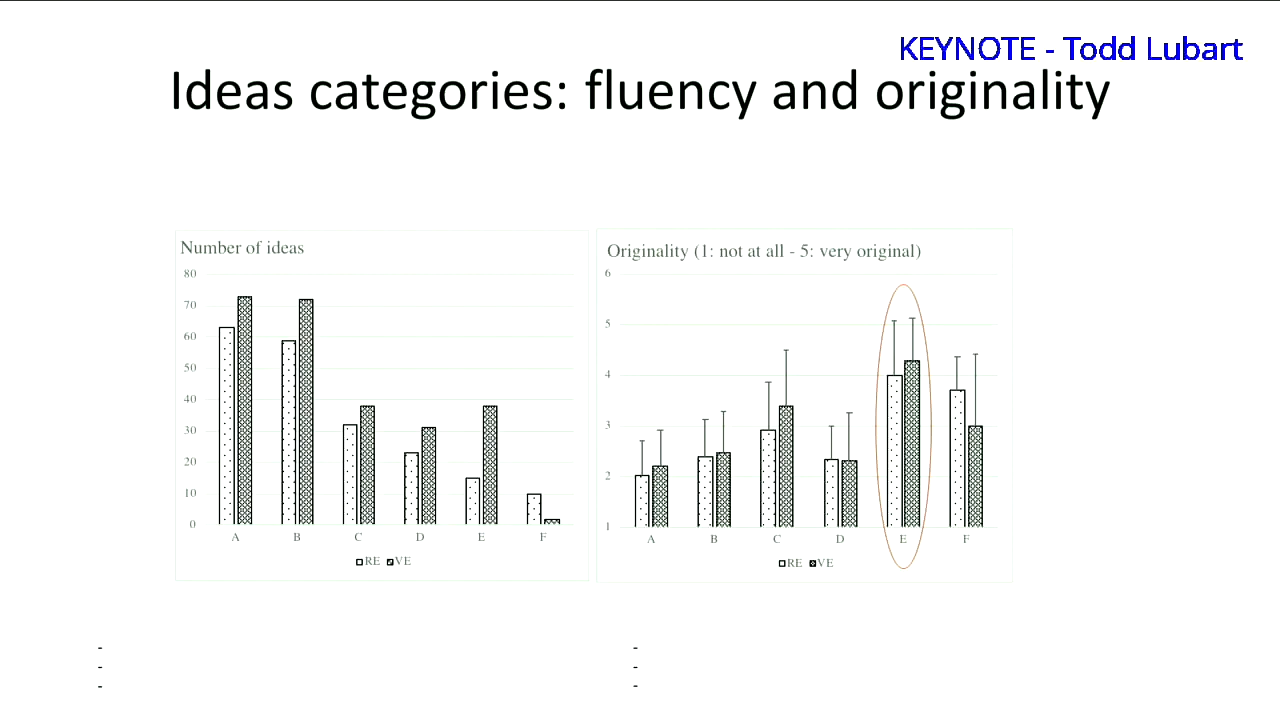 KEYNOTE - Todd Lubart
Ideas categories: fluency and originality
Number of ideas
80
70
60
50
40
30
20
10
0
A B C D E F
RE VE
Originality (1: not at all - 5: very original)
6
5
4
3
2
1
A B C D E F
RE VE
- -
- -
- -